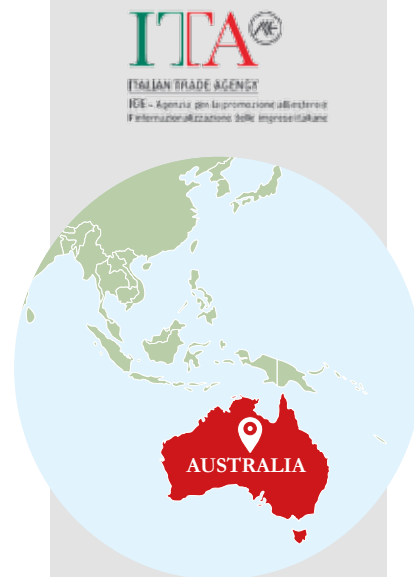 ITA
ITALIAN TRADE AGENCY
ICE - Agenzia per la promozione all'estero e
l'internazionalizzazione delle imprese italiane
AUSTRALIA